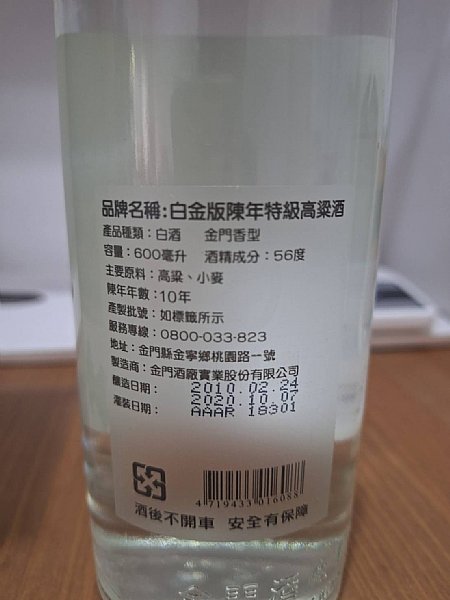 品牌名稱:白金版陳年特級高粱酒
產品種類：白酒 金門香型
容量：600毫升 酒精成分：56度
主要原料：高粱、小麥
陳年年數：10年
產製批號：如標籤所示
服務專線：0800-033-823
地址：金門縣金寧鄉桃園路一號
製造商：金門酒廠實業股份有限公司
釀造日期： 2010.02.24
灌裝日期： 2020.10.07
AAAR 18301
4 719433 016088
酒後不開車 安全有保障